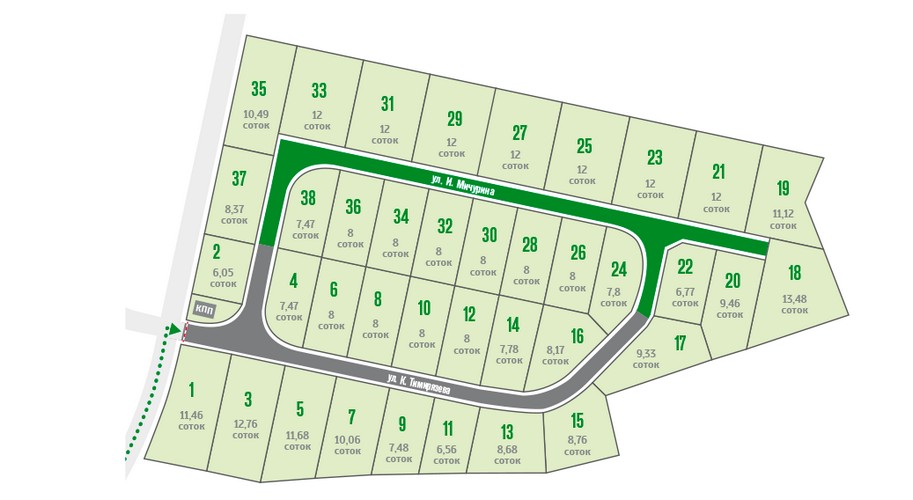 35
10,49
соток
33
12
соток
31
12
соток
29
12
соток
27
12
соток
25
12
соток
23
12
соток
21
12
соток
19
11,12
соток
37
8,37
соток
ул. И. Мичурина
38
7,47
соток
36
8
соток
34
8
соток
32
8
соток
30
8
соток
28
8
соток
26
8
соток
24
7,8
соток
22
6,77
соток
20
9,46
соток
18
13,48
соток
2
6,05
соток
КПП
4
7,47
соток
6
8
соток
8
8
соток
10
8
соток
12
8
соток
14
7,78
соток
16
8,17
соток
17
9,33
соток
ул. К. Тимирязева
1
11,46
соток
3
12,76
соток
5
11,68
соток
7
10,06
соток
9
7,48
соток
11
6,56
соток
13
8,68
соток
15
8,76
соток